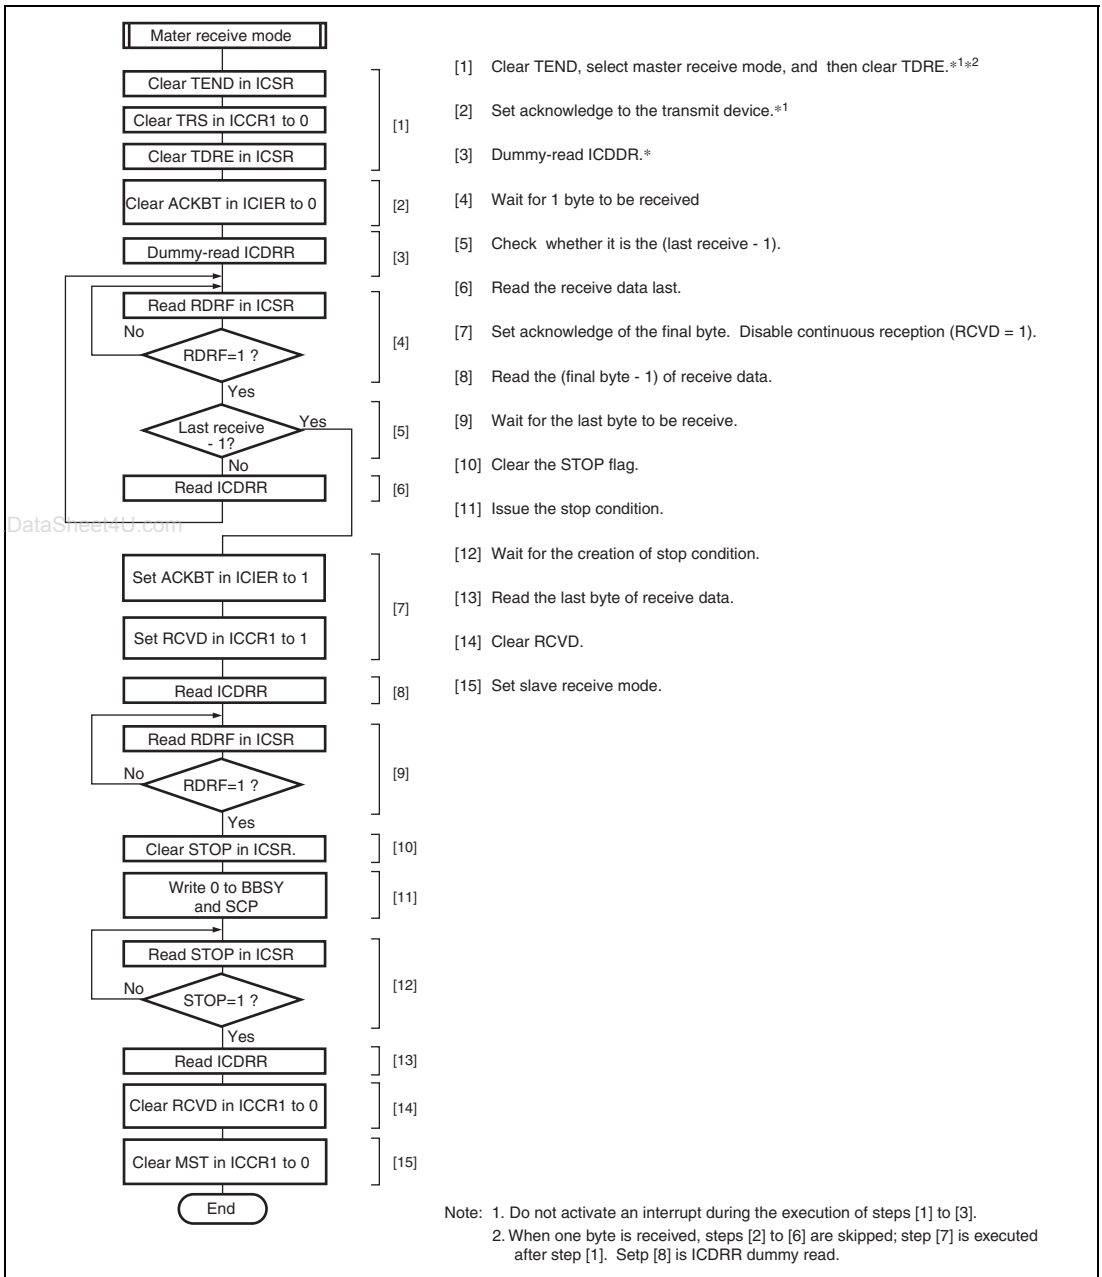 Mater receive mode
Clear TEND in ICSR
Clear TRS in ICCR1 to 0
Clear TDRE in ICSR
[1]
Clear ACKBT in ICIER to 0
[2]
Dummy-read ICDRR
[3]
Read RDRF in ICSR
No
RDRF=1 ?
[4]
Yes
Last receive
- 1?
Yes
[5]
No
Read ICDRR
[6]
DataSheet4U.com
Set ACKBT in ICIER to 1
[7]
Set RCVD in ICCR1 to 1
Read ICDRR
[8]
Read RDRF in ICSR
No
RDRF=1 ?
[9]
Yes
Clear STOP in ICSR.
[10]
Write 0 to BBSY
and SCP
[11]
Read STOP in ICSR
No
STOP=1 ?
[12]
Yes
Read ICDRR
[13]
Clear RCVD in ICCR1 to 0
[14]
Clear MST in ICCR1 to 0
[15]
End
[1] Clear TEND, select master receive mode, and then clear TDRE.*1*2
[2] Set acknowledge to the transmit device.*1
[3] Dummy-read ICDDR.*
[4] Wait for 1 byte to be received
[5] Check whether it is the (last receive - 1).
[6] Read the receive data last.
[7] Set acknowledge of the final byte. Disable continuous reception (RCVD = 1).
[8] Read the (final byte - 1) of receive data.
[9] Wait for the last byte to be receive.
[10] Clear the STOP flag.
[11] Issue the stop condition.
[12] Wait for the creation of stop condition.
[13] Read the last byte of receive data.
[14] Clear RCVD.
[15] Set slave receive mode.
Note: 1. Do not activate an interrupt during the execution of steps [1] to [3].
2. When one byte is received, steps [2] to [6] are skipped; step [7] is executed
after step [1]. Setp [8] is ICDRR dummy read.